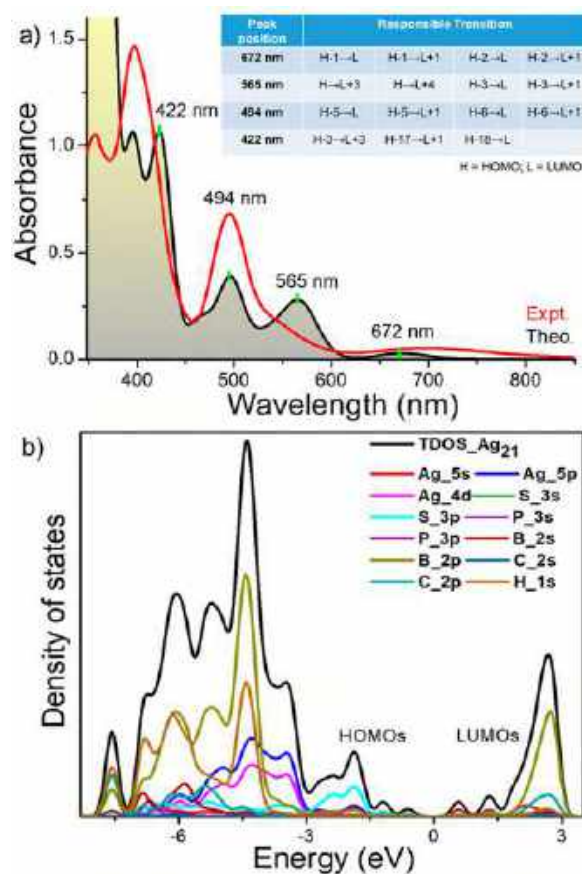 a)
Peak position Responsible Transition
672 nm H-1→L H-1→L+1 H-2→L H-2→L+1
565 nm H→L+3 H→L+4 H-3→L H-3→L+1
494 nm H-5→L H-5→L+1 H-6→L H-6→L+1
422 nm H-3→L+3 H-17→L+1 H-18→L
H = HOMO; L = LUMO
1.5
1.0
0.5
0.0
Absorbance
422 nm
494 nm
565 nm
672 nm
Expt.
Theo.
400 500 600 700 800
Wavelength (nm)
b)
Density of states
TDOS_Ag21
Ag_5s Ag_5p
Ag_4d S_3s
S_3p P_3s
P_3p B_2s
B_2p C_2s
C_2p H_1s
HOMOs LUMOs
-6 -3 0 3
Energy (eV)